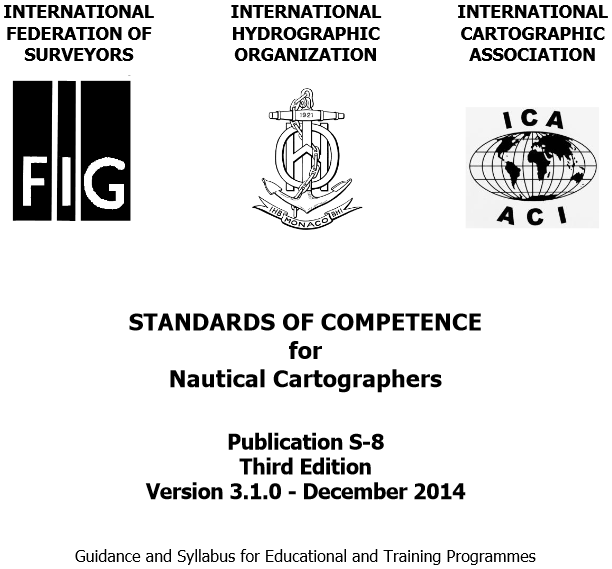 INTERNATIONAL
FEDERATION OF
SURVEYORS
INTERNATIONAL
HYDROGRAPHIC
ORGANIZATION
INTERNATIONAL
CARTOGRAPHIC
ASSOCIATION
FIG
1921
IHB MONACO BHI
ICA
ACI
STANDARDS OF COMPETENCE
for
Nautical Cartographers
Publication S-8
Third Edition
Version 3.1.0 - December 2014
Guidance and Syllabus for Educational and Training Programmes